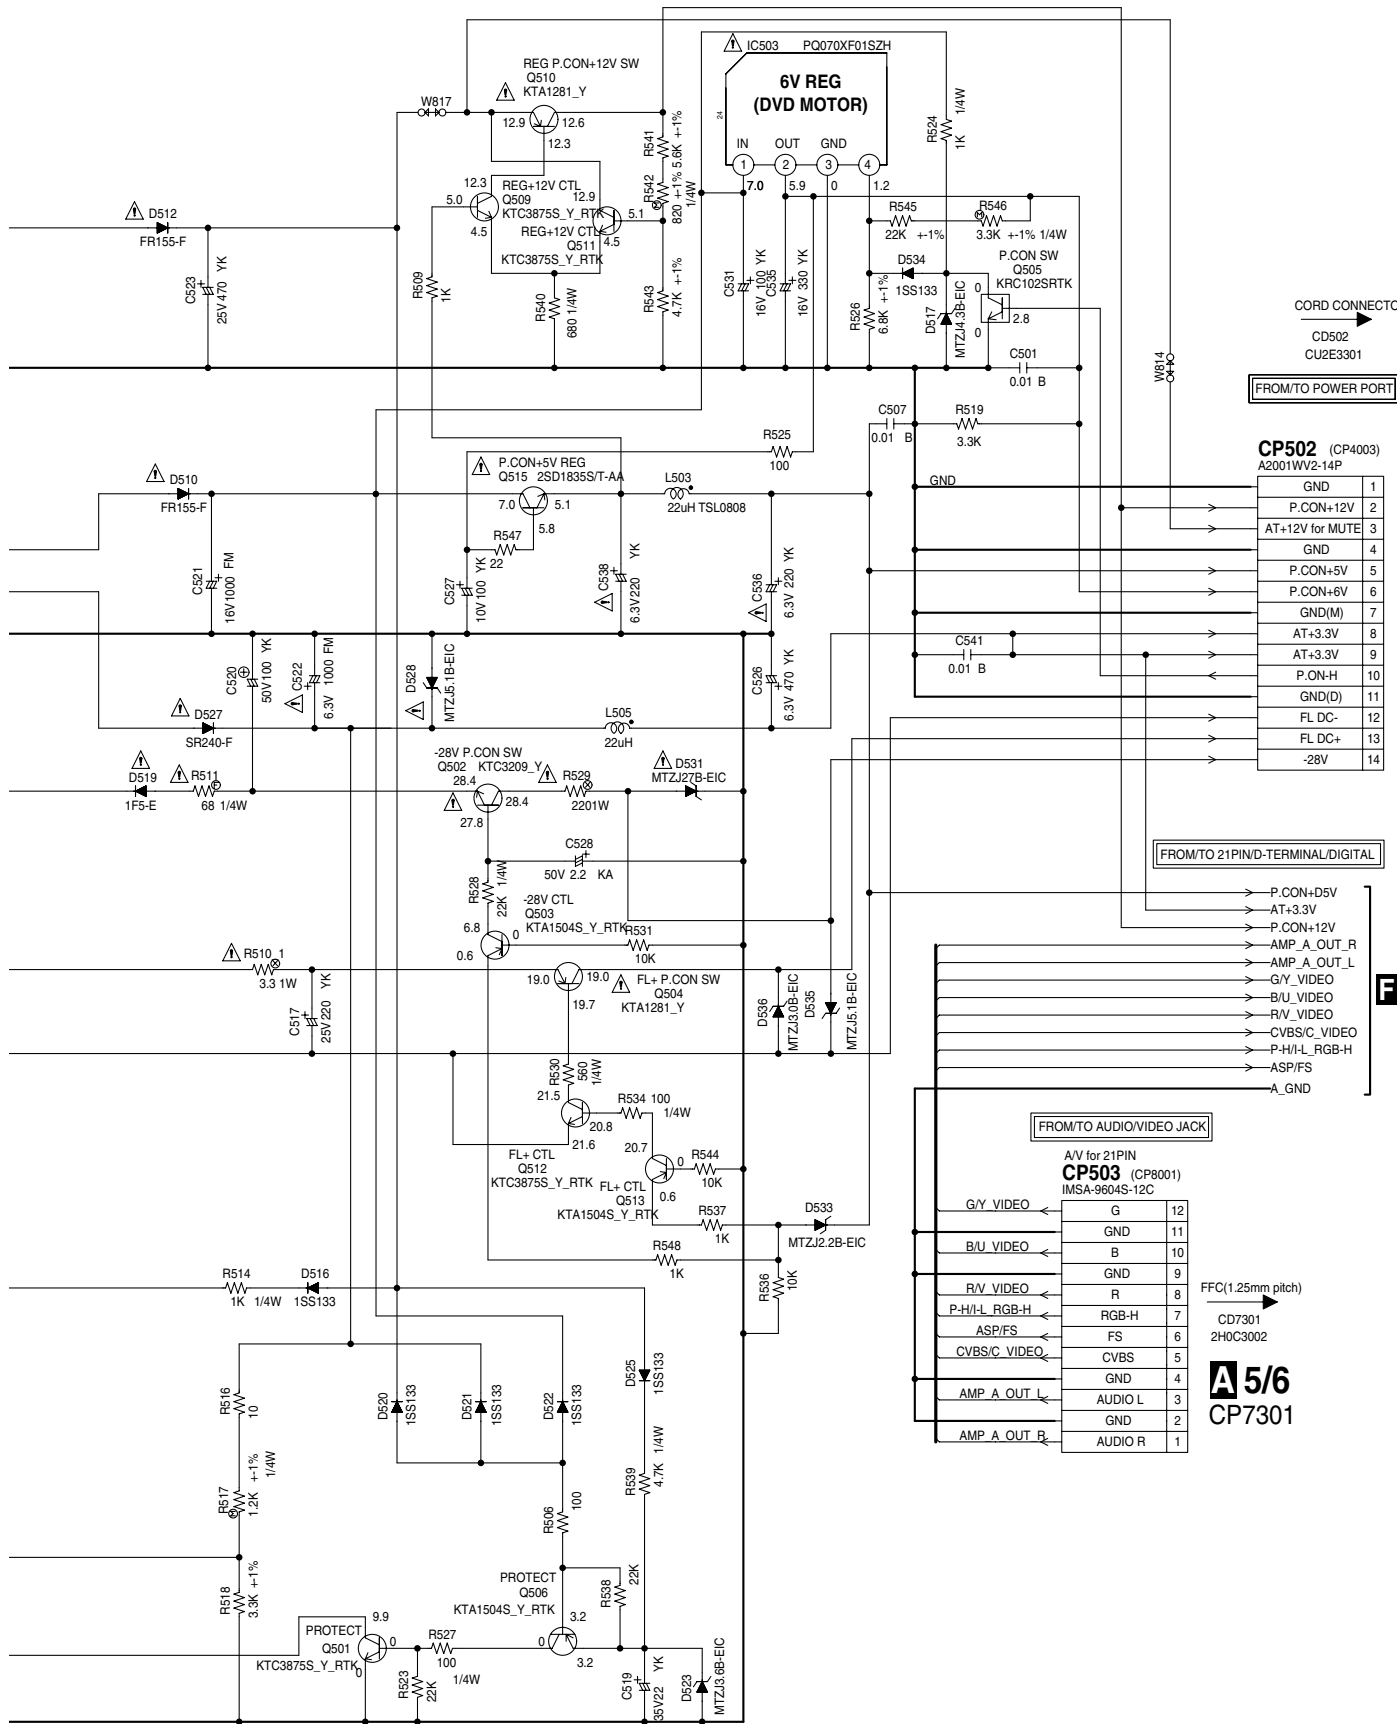 IC503 PQ070XF01SZH
6V REG
(DVD MOTOR)
24
IN OUT GND
1 2 3 4
7.0 5.9 0 1.2
REG P.CON+12V SW
Q510
KTA1281_Y
W817
12.9 12.6
12.3
R541
5.6K +-1%
R542
820 +-1%
1/4W
R524
1K
1/4W
12.3
REG+12V CTL
Q509
KTC3875S_Y_RTK
5.0
4.5
12.9
5.1
REG+12V CTL
Q511
4.5
KTC3875S_Y_RTK
D512
FR155-F
C523
25V 470 YK
R509
1K
R540
680 1/4W
R543
4.7K +-1%
C531
16V 100 YK
C535
16V 330 YK
R545
22K +-1%
R546
3.3K +-1% 1/4W
R526
6.8K +-1%
D534
1SS133
D517
MTZJ4.3B-EIC
P.CON SW
Q505
KRC102SRTK
0
2.8
0
C501
0.01 B
W814
CORD CONNECTO
CD502
CU2E3301
FROM/TO POWER PORT
C507
0.01 B
R519
3.3K
R525
100
D510
FR155-F
P.CON+5V REG
Q515 2SD1835S/T-AA
7.0 5.1
5.8
R547
22
L503
22uH TSL0808
C521
16V 1000 FM
C527
10V 100 YK
C538
6.3V 220 YK
C536
6.3V 220 YK
GND
CP502 (CP4003)
A2001WV2-14P
GND 1
P.CON+12V 2
AT+12V for MUTE 3
GND 4
P.CON+5V 5
P.CON+6V 6
GND(M) 7
AT+3.3V 8
AT+3.3V 9
P.ON-H 10
GND(D) 11
FL DC- 12
FL DC+ 13
-28V 14
C541
0.01 B
C520
50V 100 YK
C522
6.3V 1000 FM
D528
MTZJ5.1B-EIC
C526
6.3V 470 YK
D527
SR240-F
L505
22uH
D519
1F5-E
R511
68 1/4W
-28V P.CON SW
Q502 KTC3209_Y
28.4
28.4
27.8
R529
220 1W
D531
MTZJ27B-EIC
C528
50V 2.2 KA
R528
22K 1/4W
-28V CTL
Q503
KTA1504S_Y_RTK
6.8
0
0.6
R531
10K
R510_1
3.3 1W
C517
25V 220 YK
19.0 19.0
19.7
FL+ P.CON SW
Q504
KTA1281_Y
D536
MTZJ3.0B-EIC
D535
MTZJ5.1B-EIC
FROM/TO 21PIN/D-TERMINAL/DIGITAL
P.CON+D5V
AT+3.3V
P.CON+12V
AMP_A_OUT_R
AMP_A_OUT_L
G/Y_VIDEO
B/U_VIDEO
R/V_VIDEO
CVBS/C_VIDEO
P-H/I-L_RGB-H
ASP/FS
A_GND
F
R530
560
1/4W
21.5
20.8
21.6
R534 100
1/4W
FL+ CTL
Q512
KTC3875S_Y_RTK
20.7
0
0.6
R544
10K
FL+ CTL
Q513
KTA1504S_Y_RTK
R537
1K
D533
MTZJ2.2B-EIC
R548
1K
R536
10K
FROM/TO AUDIO/VIDEO JACK
A/V for 21PIN
CP503 (CP8001)
IMSA-9604S-12C
G/Y_VIDEO G 12
GND 11
B/U_VIDEO B 10
GND 9
R/V_VIDEO R 8
P-H/I-L_RGB-H RGB-H 7
ASP/FS FS 6
CVBS/C_VIDEO CVBS 5
GND 4
AMP_A_OUT_L AUDIO L 3
GND 2
AMP_A_OUT_R AUDIO R 1
FFC(1.25mm pitch)
CD7301
2H0C3002
A 5/6
CP7301
R514
1K 1/4W
D516
1SS133
R516
10
D520
1SS133
D521
1SS133
D522
1SS133
D525
1SS133
R517
1.2K +-1%
1/4W
R506
100
R539
4.7K 1/4W
R518
3.3K +-1%
PROTECT
Q506
KTA1504S_Y_RTK
R538
22K
3.2
0
3.2
PROTECT
Q501
KTC3875S_Y_RTK
9.9
0
0
R527
100
1/4W
R523
22K
C519
35V22 YK
D523
MTZJ3.6B-EIC